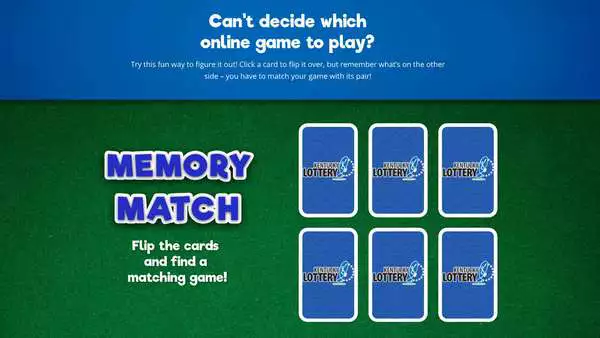 Can't decide which
online game to play?
Try this fun way to figure it out! Click a card to flip it over, but remember what's on the other
side – you have to match your game with its pair!
MEMORY
MATCH
Flip the cards
and find a
matching game!
KENTUCKY
LOTTERY
KENTUCKY
LOTTERY
KENTUCKY
LOTTERY
KENTUCKY
LOTTERY
KENTUCKY
LOTTERY
KENTUCKY
LOTTERY